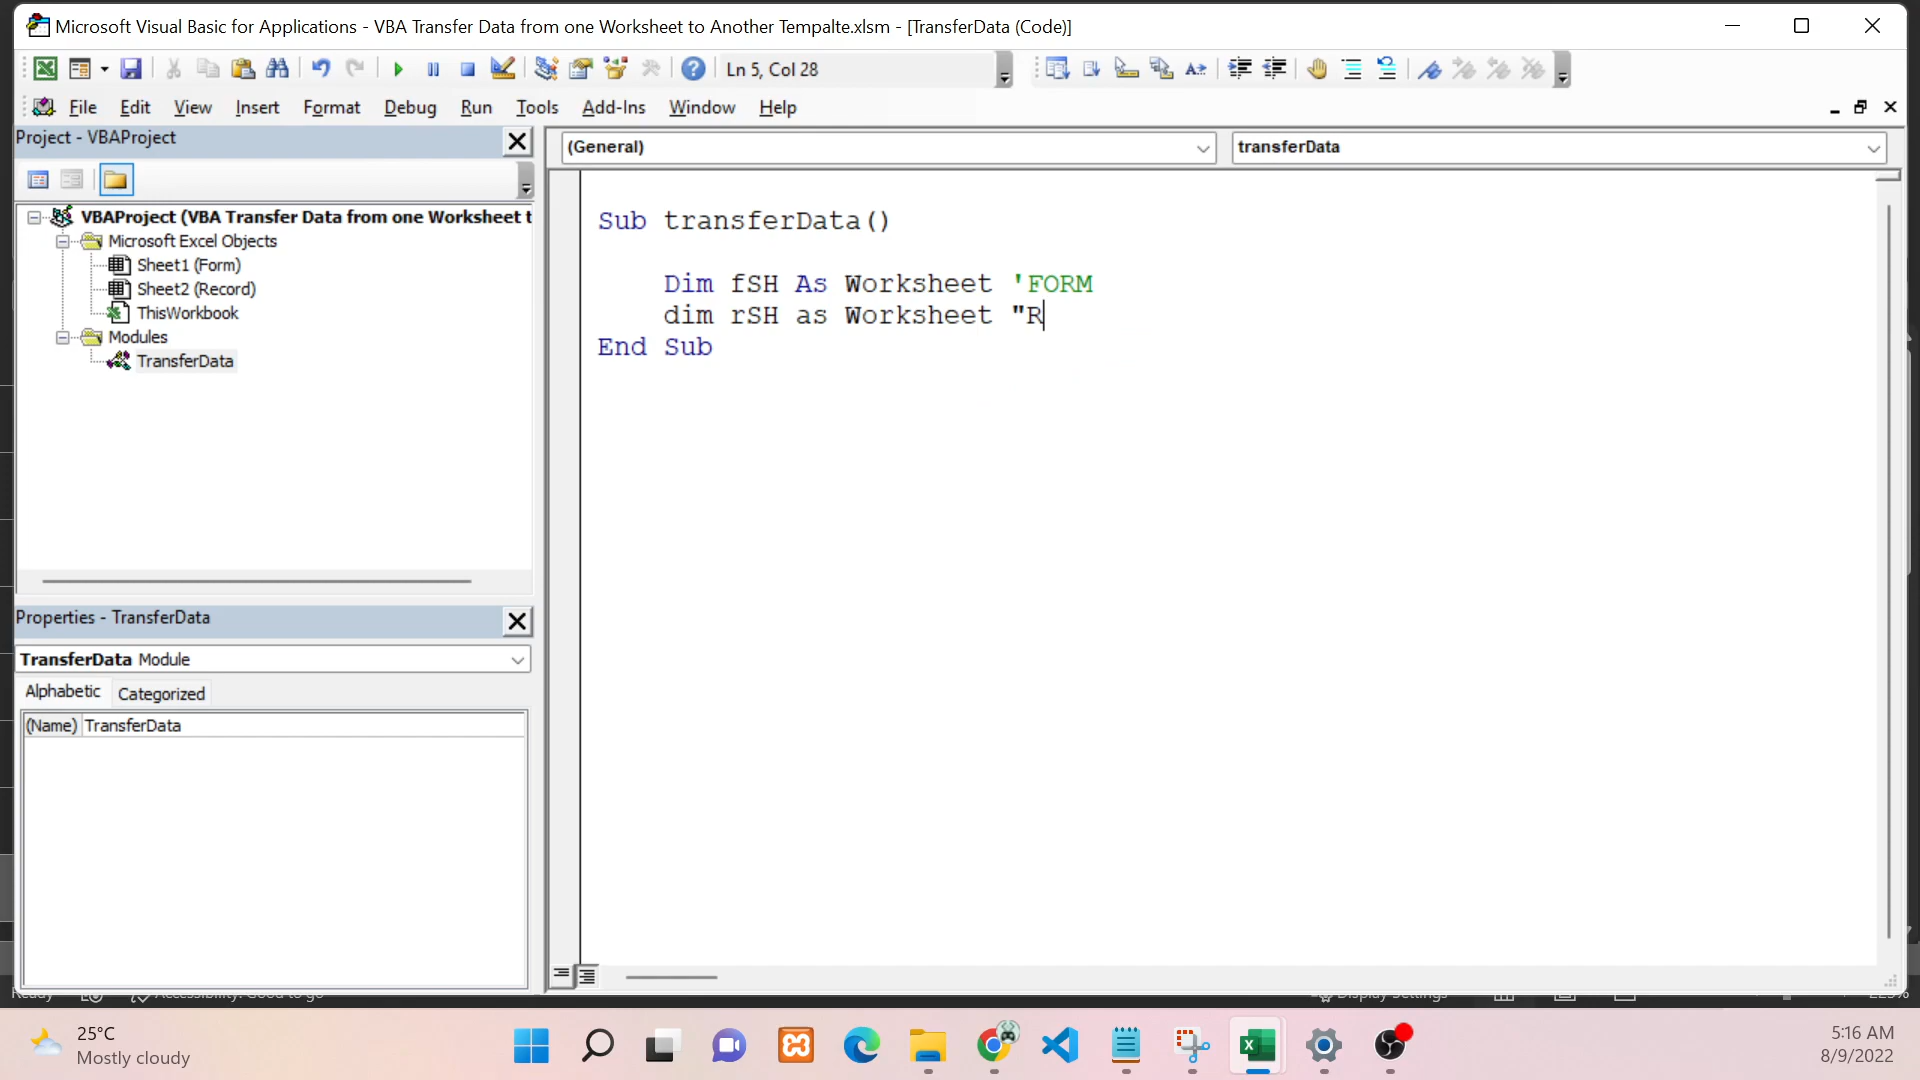 Microsoft Visual Basic for Applications - VBA Transfer Data from one Worksheet to Another Tempalte.xlsm - [TransferData (Code)]
Ln 5, Col 28
File Edit View Insert Format Debug Run Tools Add-Ins Window Help
Project - VBAProject
(General)
transferData
VBAProject (VBA Transfer Data from one Worksheet t
Microsoft Excel Objects
Sheet1 (Form)
Sheet2 (Record)
ThisWorkbook
Modules
TransferData
Sub transferData()
Dim fSH As Worksheet 'FORM
dim rSH as Worksheet "R
End Sub
Properties - TransferData
TransferData Module
Alphabetic Categorized
(Name) TransferData
25°C
Mostly cloudy
5:16 AM
8/9/2022